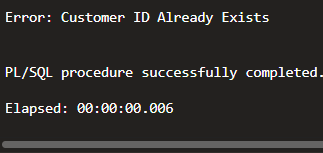 Error: Customer ID Already Exists
PL/SQL procedure successfully completed.
Elapsed: 00:00:00.006